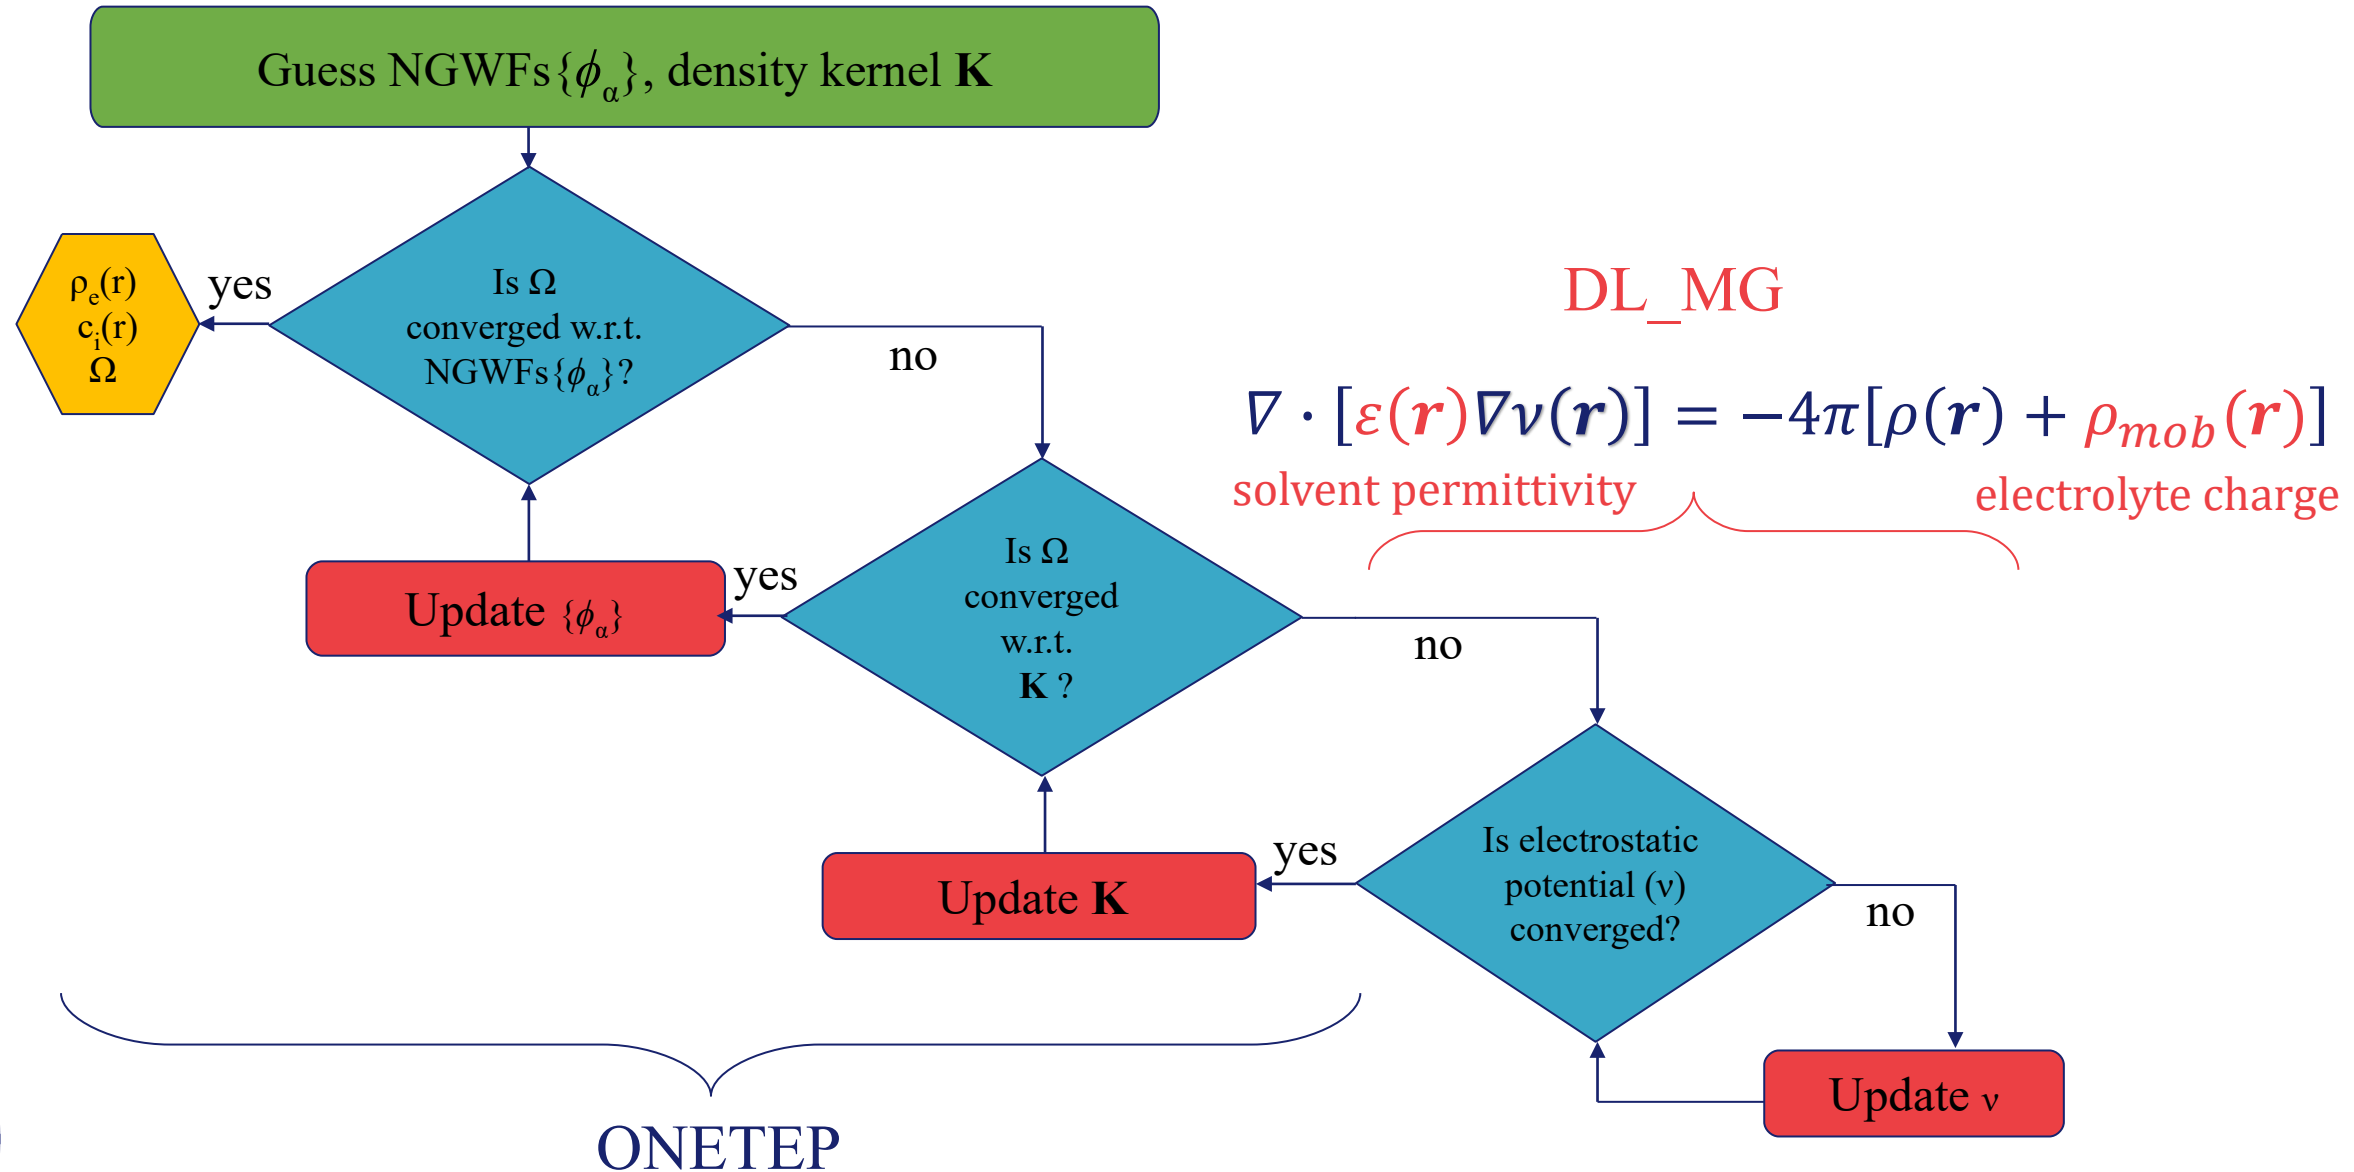 Guess NGWFs{ϕα}, density kernel K
Is Ω
converged w.r.t.
NGWFs{ϕα}?
yes
ρe(r)
ci(r)
Ω
no
DL_MG
∇ · [ε(r)∇ν(r)] = −4π[ρ(r) + ρmob(r)]
solvent permittivity
electrolyte charge
Is Ω
converged
w.r.t.
K ?
yes
Update {ϕα}
no
Is electrostatic
potential (ν)
converged?
yes
Update K
no
Update ν
ONETEP